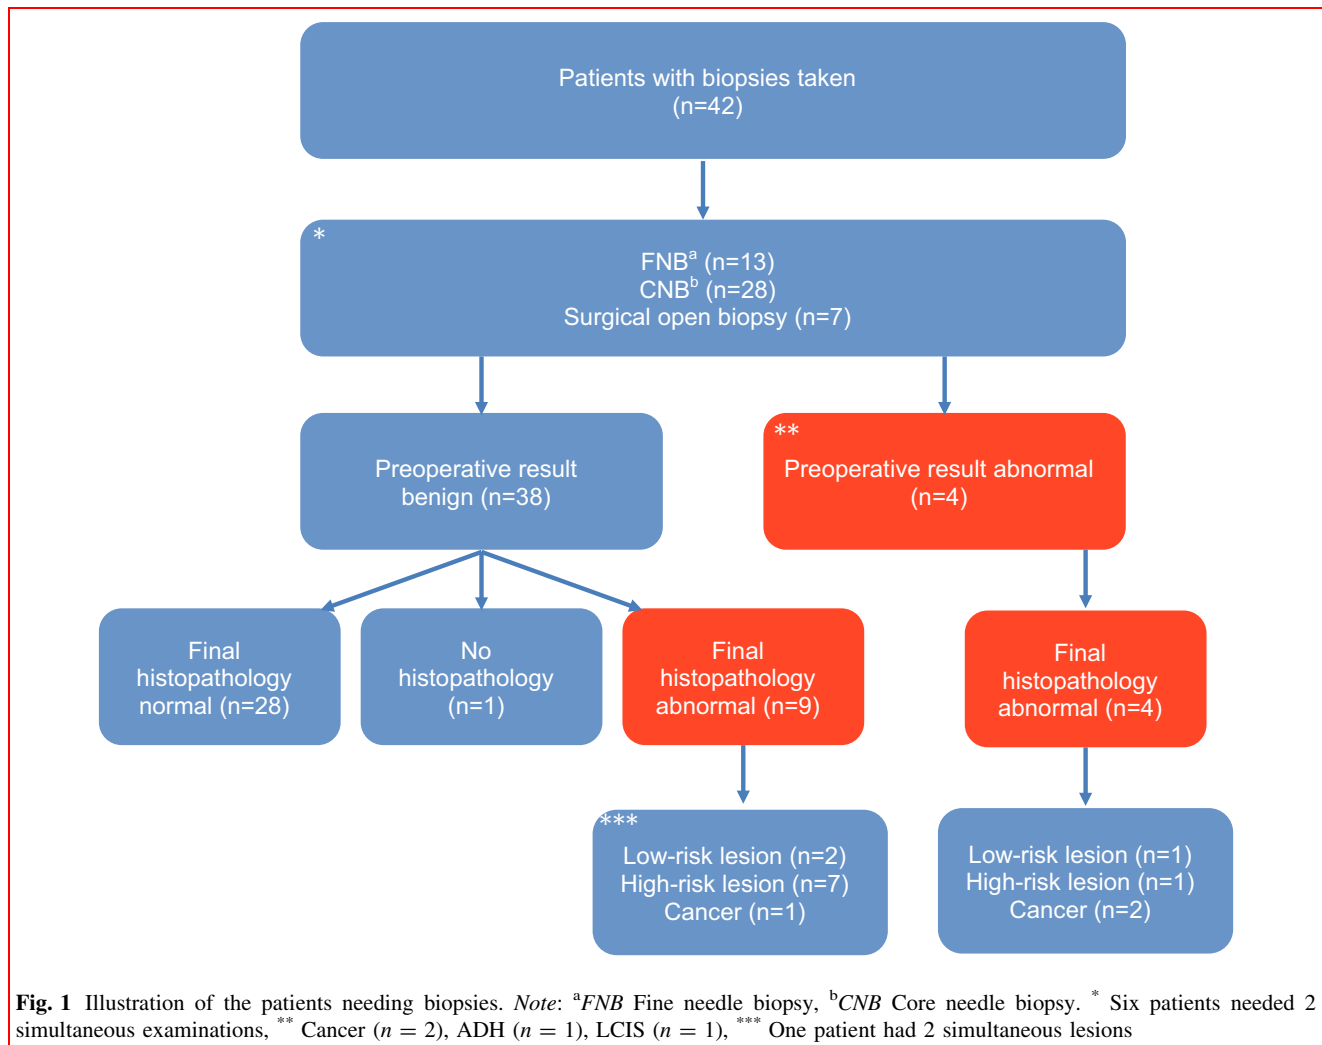 Patients with biopsies taken
(n=42)
*
FNBᵃ (n=13)
CNBᵇ (n=28)
Surgical open biopsy (n=7)
Preoperative result
benign (n=38)
**
Preoperative result abnormal
(n=4)
Final
histopathology
normal (n=28)
No
histopathology
(n=1)
Final
histopathology
abnormal (n=9)
Final
histopathology
abnormal (n=4)
***
Low-risk lesion (n=2)
High-risk lesion (n=7)
Cancer (n=1)
Low-risk lesion (n=1)
High-risk lesion (n=1)
Cancer (n=2)
Fig. 1 Illustration of the patients needing biopsies. Note: ᵃFNB Fine needle biopsy, ᵇCNB Core needle biopsy. * Six patients needed 2
simultaneous examinations, ** Cancer (n = 2), ADH (n = 1), LCIS (n = 1), *** One patient had 2 simultaneous lesions